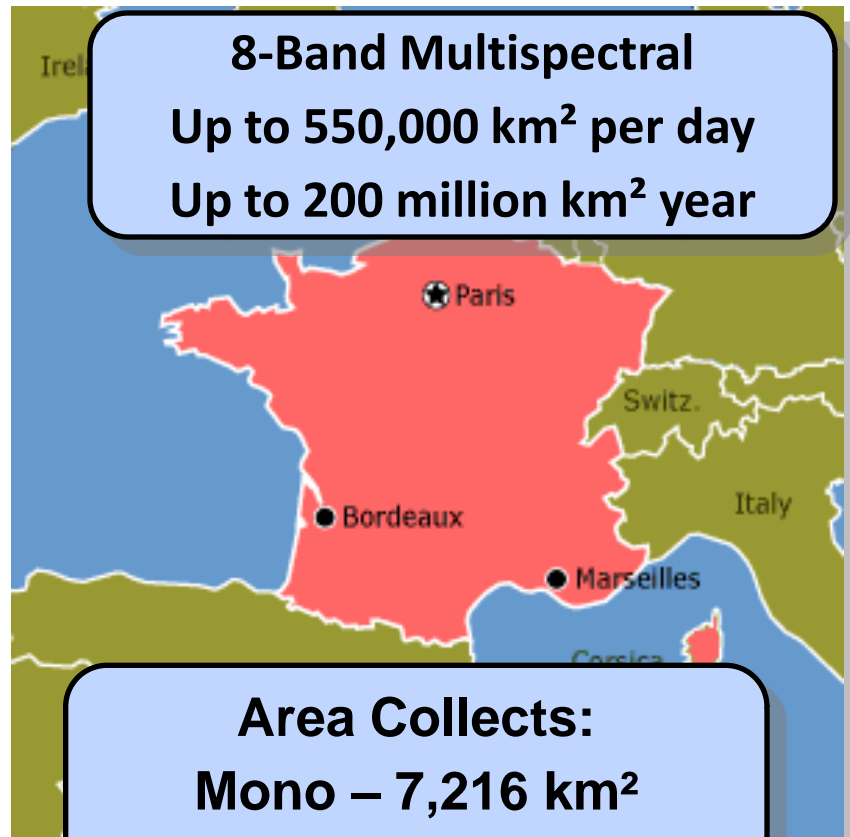 8-Band Multispectral
Up to 550,000 km² per day
Up to 200 million km² year
Paris
Switz.
Bordeaux
Italy
Marseilles
Area Collects:
Mono – 7,216 km²